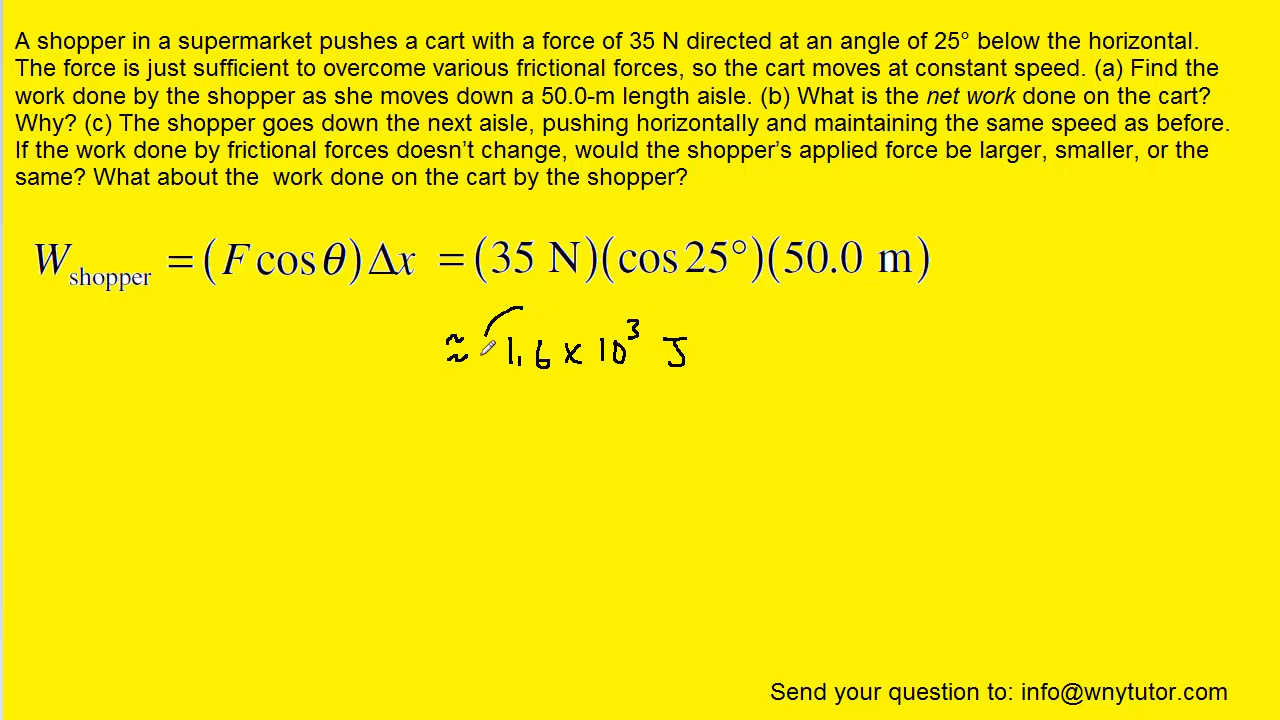 A shopper in a supermarket pushes a cart with a force of 35 N directed at an angle of 25° below the horizontal.
The force is just sufficient to overcome various frictional forces, so the cart moves at constant speed. (a) Find the
work done by the shopper as she moves down a 50.0-m length aisle. (b) What is the net work done on the cart?
Why? (c) The shopper goes down the next aisle, pushing horizontally and maintaining the same speed as before.
If the work done by frictional forces doesn’t change, would the shopper’s applied force be larger, smaller, or the
same? What about the  work done on the cart by the shopper?
W_shopper = (F cos θ) Δx = (35 N)(cos 25°)(50.0 m)
≈ 1.6 x 10³ J
Send your question to: info@wnytutor.com